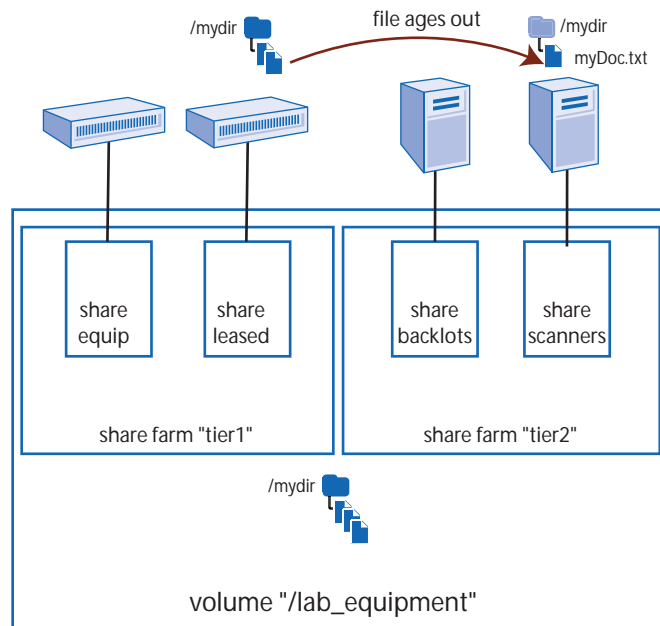 /mydir
file ages out
/mydir
myDoc.txt
share
equip
share
leased
share
backlots
share
scanners
share farm "tier1"
share farm "tier2"
/mydir
volume "/lab_equipment"